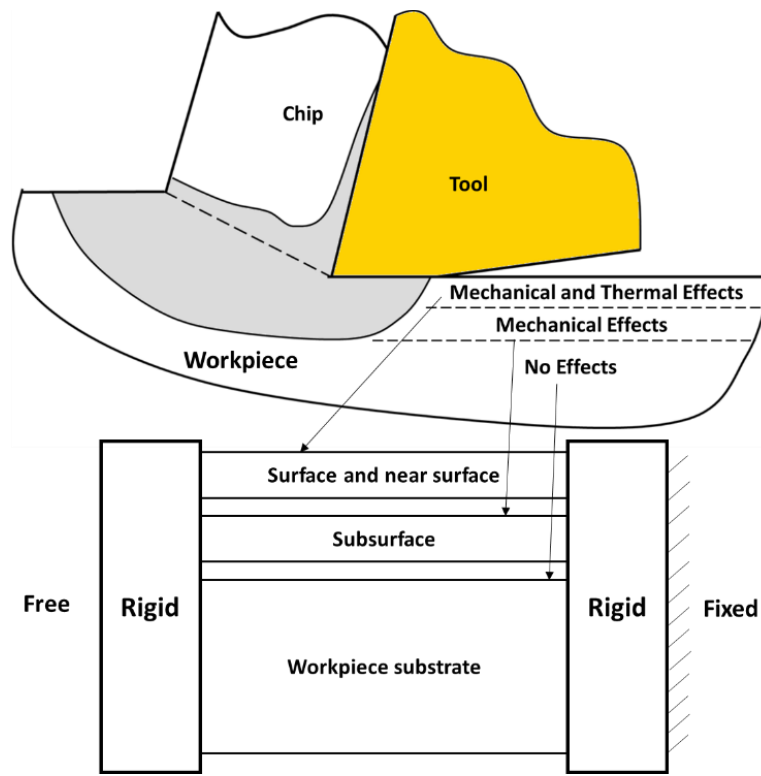 Chip
Tool
Mechanical and Thermal Effects
Mechanical Effects
Workpiece
No Effects
Surface and near surface
Subsurface
Free
Rigid
Rigid
Fixed
Workpiece substrate